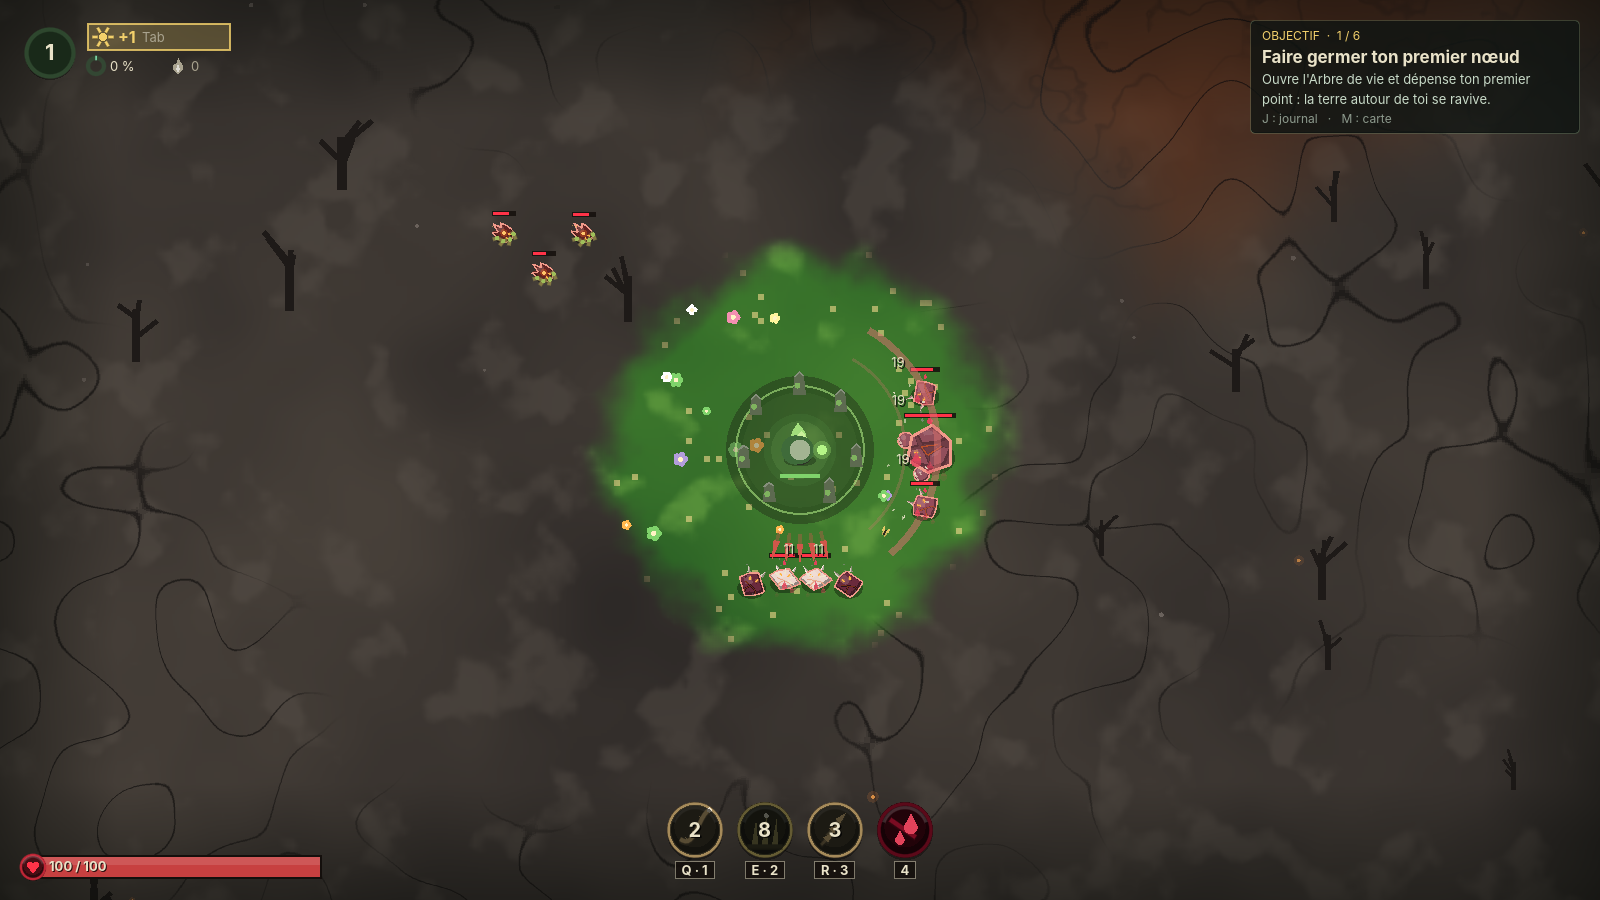 1
+1 Tab
0 %
0
OBJECTIF · 1 / 6
Faire germer ton premier nœud
Ouvre l'Arbre de vie et dépense ton premier
point : la terre autour de toi se ravive.
J : journal · M : carte
19
19
19
11 11
2 8 3
Q · 1 E · 2 R · 3 4
100 / 100